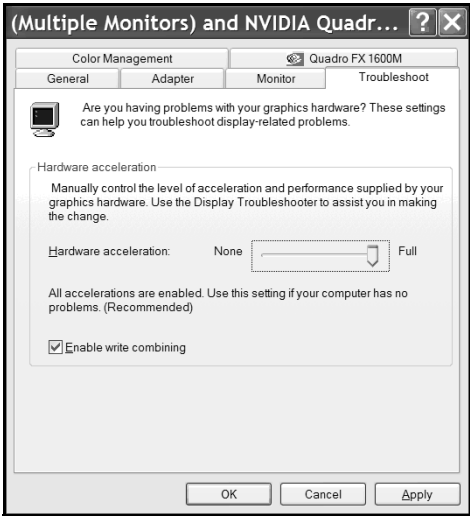 (Multiple Monitors) and NVIDIA Quadr...
Color Management
Quadro FX 1600M
General
Adapter
Monitor
Troubleshoot
Are you having problems with your graphics hardware? These settings
can help you troubleshoot display-related problems.
Hardware acceleration
Manually control the level of acceleration and performance supplied by your
graphics hardware. Use the Display Troubleshooter to assist you in making
the change.
Hardware acceleration: None Full
All accelerations are enabled. Use this setting if your computer has no
problems. (Recommended)
Enable write combining
OK
Cancel
Apply